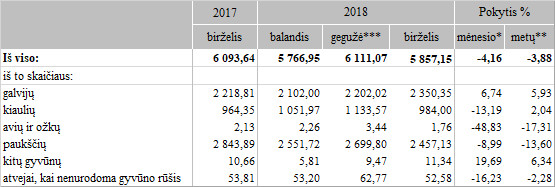 2017 2018 Pokytis %
birželis balandis gegužė*** birželis mėnesio* metų**
Iš viso: 6 093,64 5 766,95 6 111,07 5 857,15 -4,16 -3,88
iš to skaičiaus:
galvijų 2 218,81 2 102,00 2 202,02 2 350,35 6,74 5,93
kiaulių 964,35 1 051,97 1 133,57 984,00 -13,19 2,04
avių ir ožkų 2,13 2,26 3,44 1,76 -48,83 -17,31
paukščių 2 843,89 2 551,72 2 699,80 2 457,13 -8,99 -13,60
kitų gyvūnų 10,66 5,81 9,47 11,34 19,69 6,34
atvejai, kai nenurodoma gyvūno rūšis 53,81 53,20 62,77 52,58 -16,23 -2,28